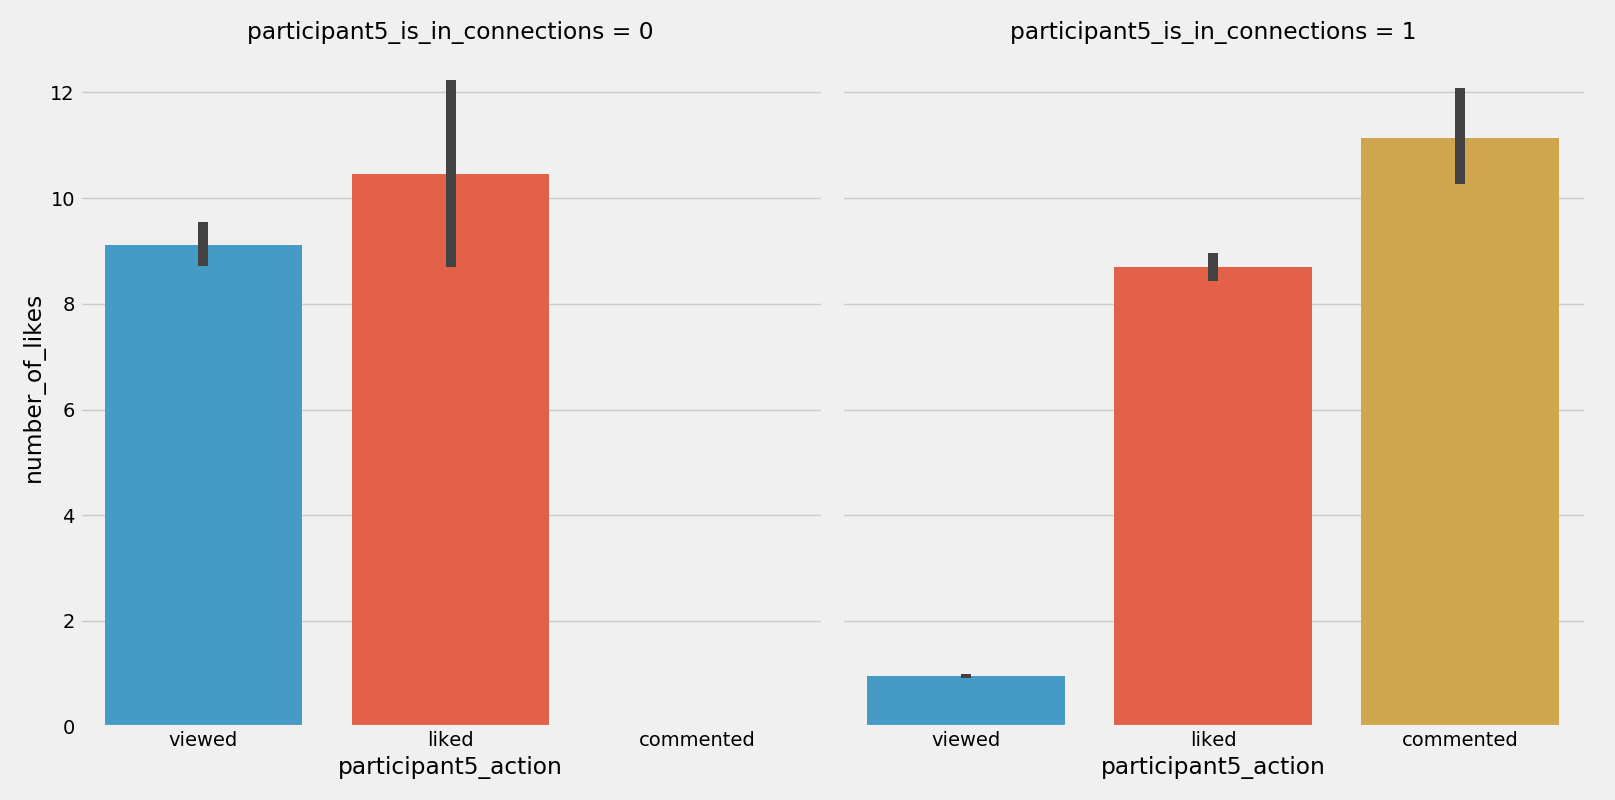 participant5_is_in_connections = 0
participant5_is_in_connections = 1
number_of_likes
12
10
8
6
4
2
0
viewed liked commented
viewed liked commented
participant5_action
participant5_action